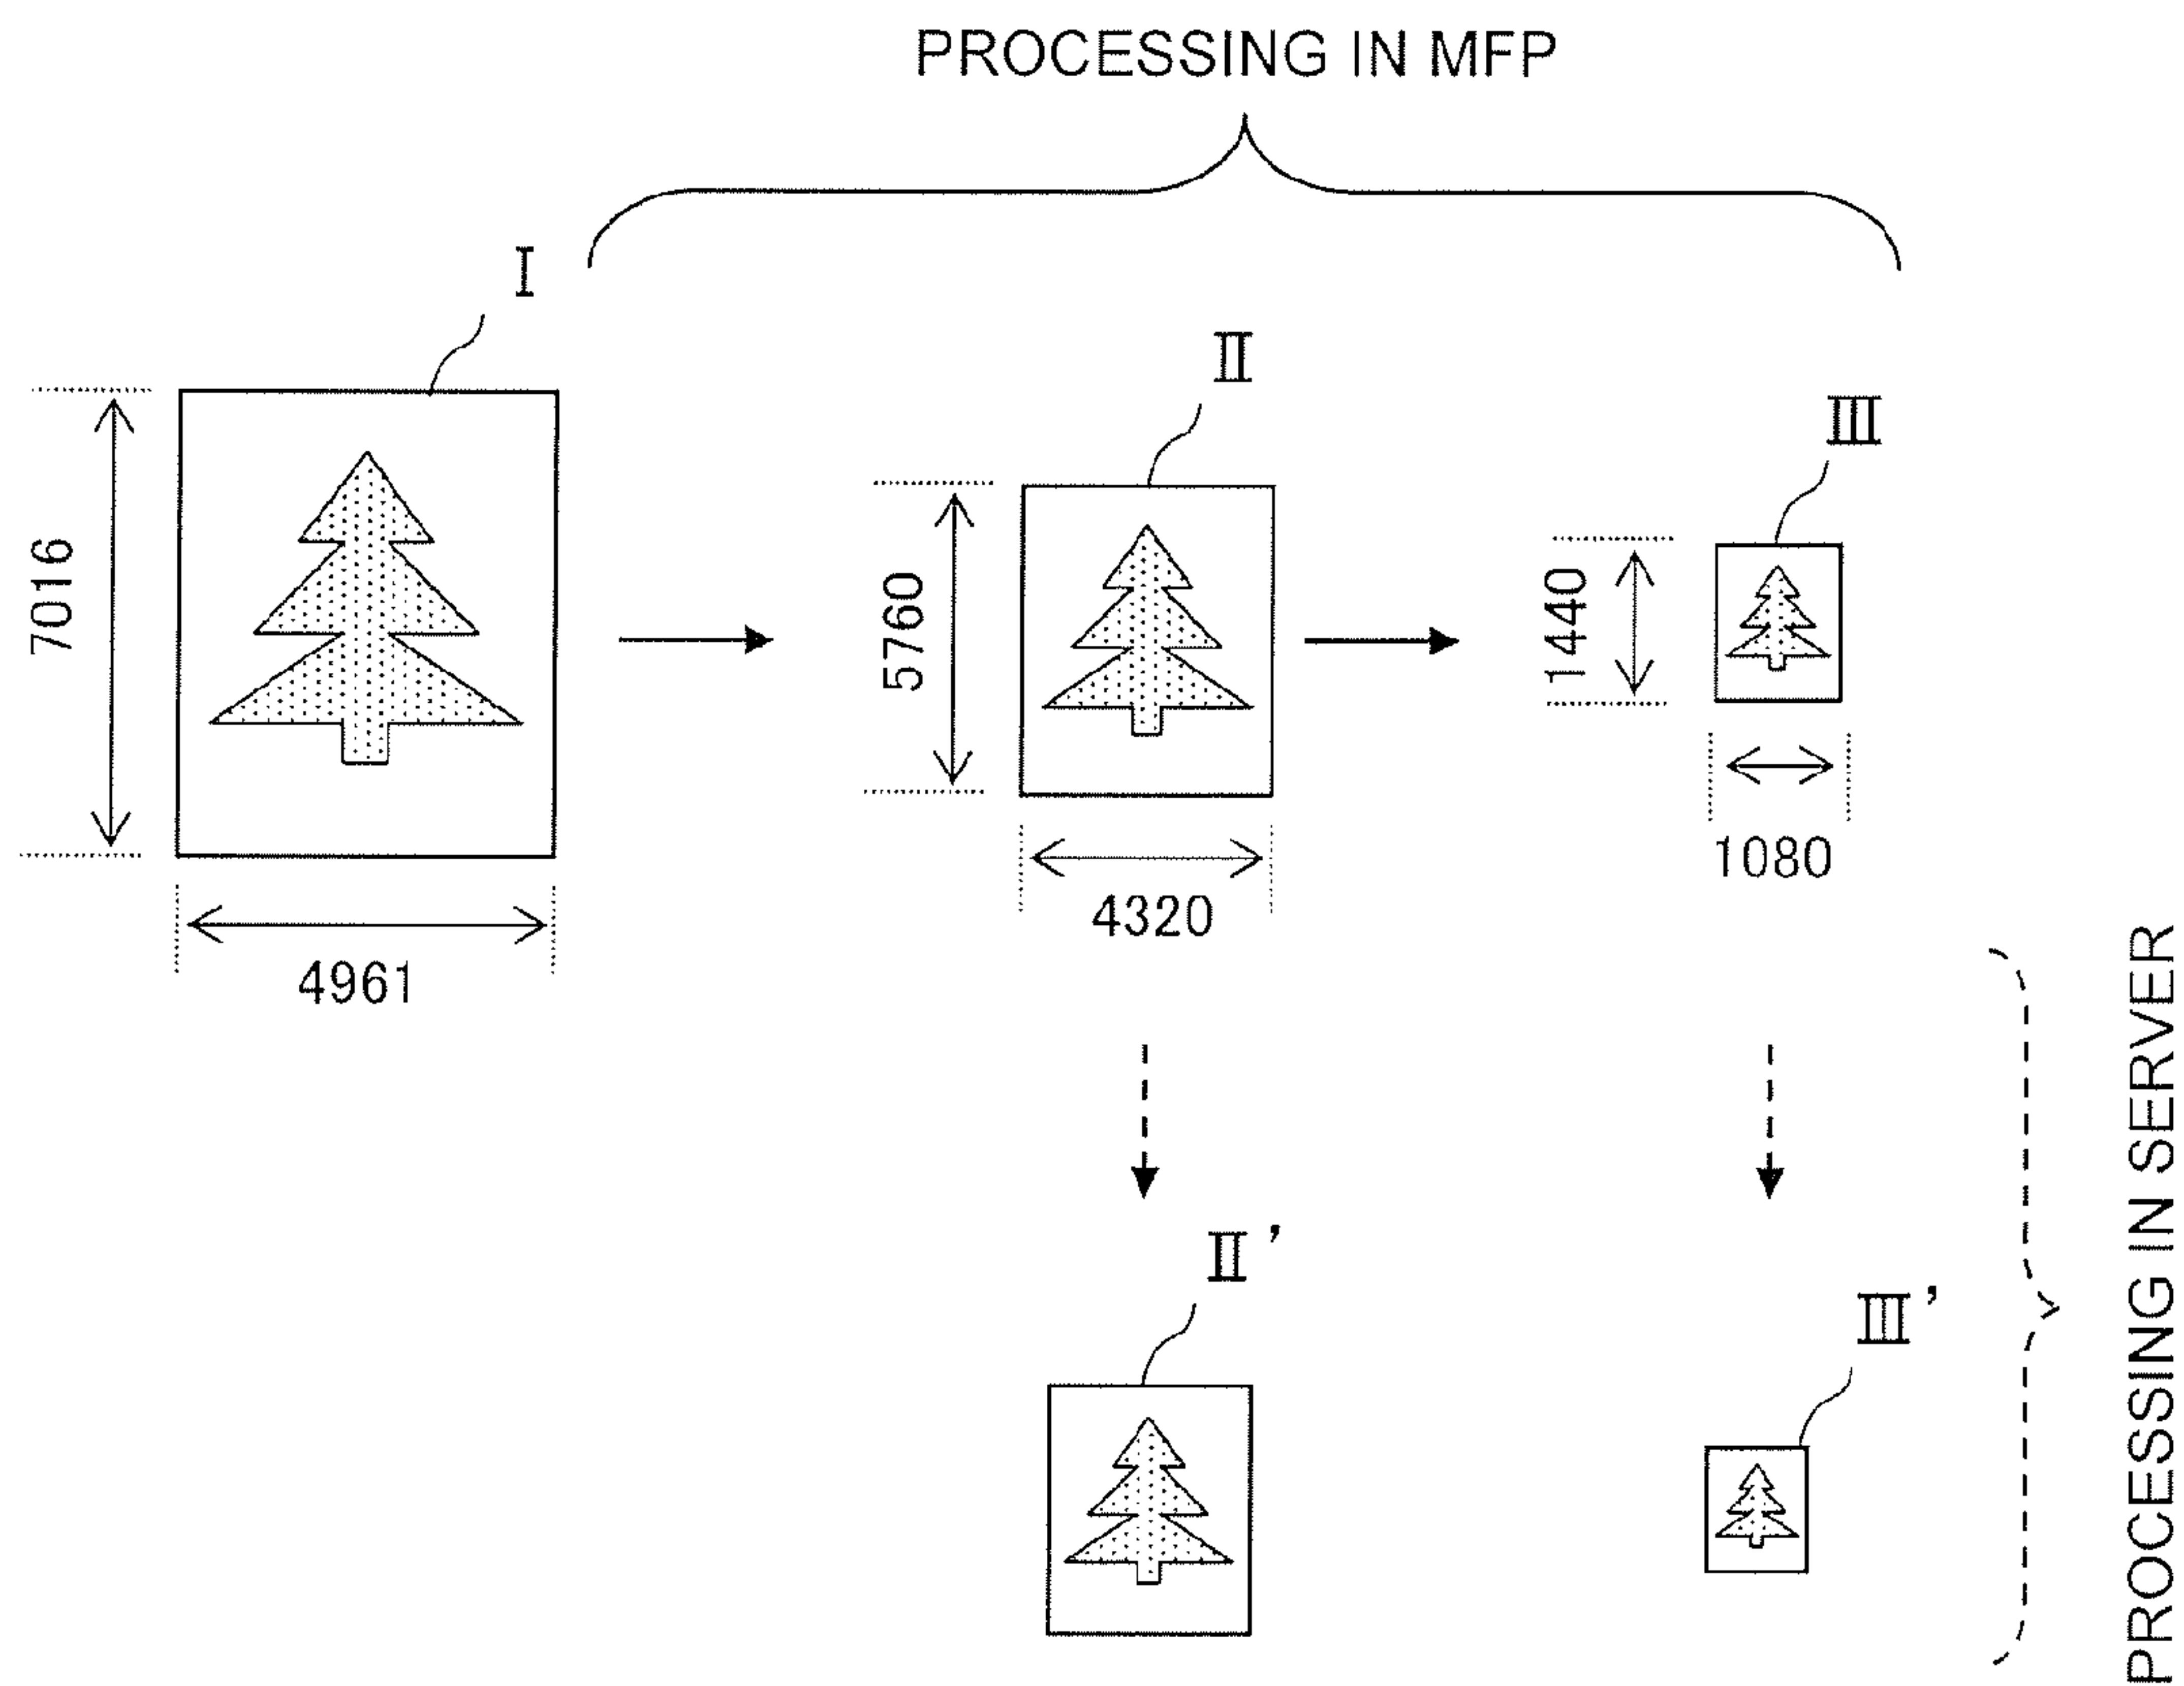 PROCESSING IN MFP
I
II
III
7016
5760
1440
4961
4320
1080
II'
III'
PROCESSING IN SERVER